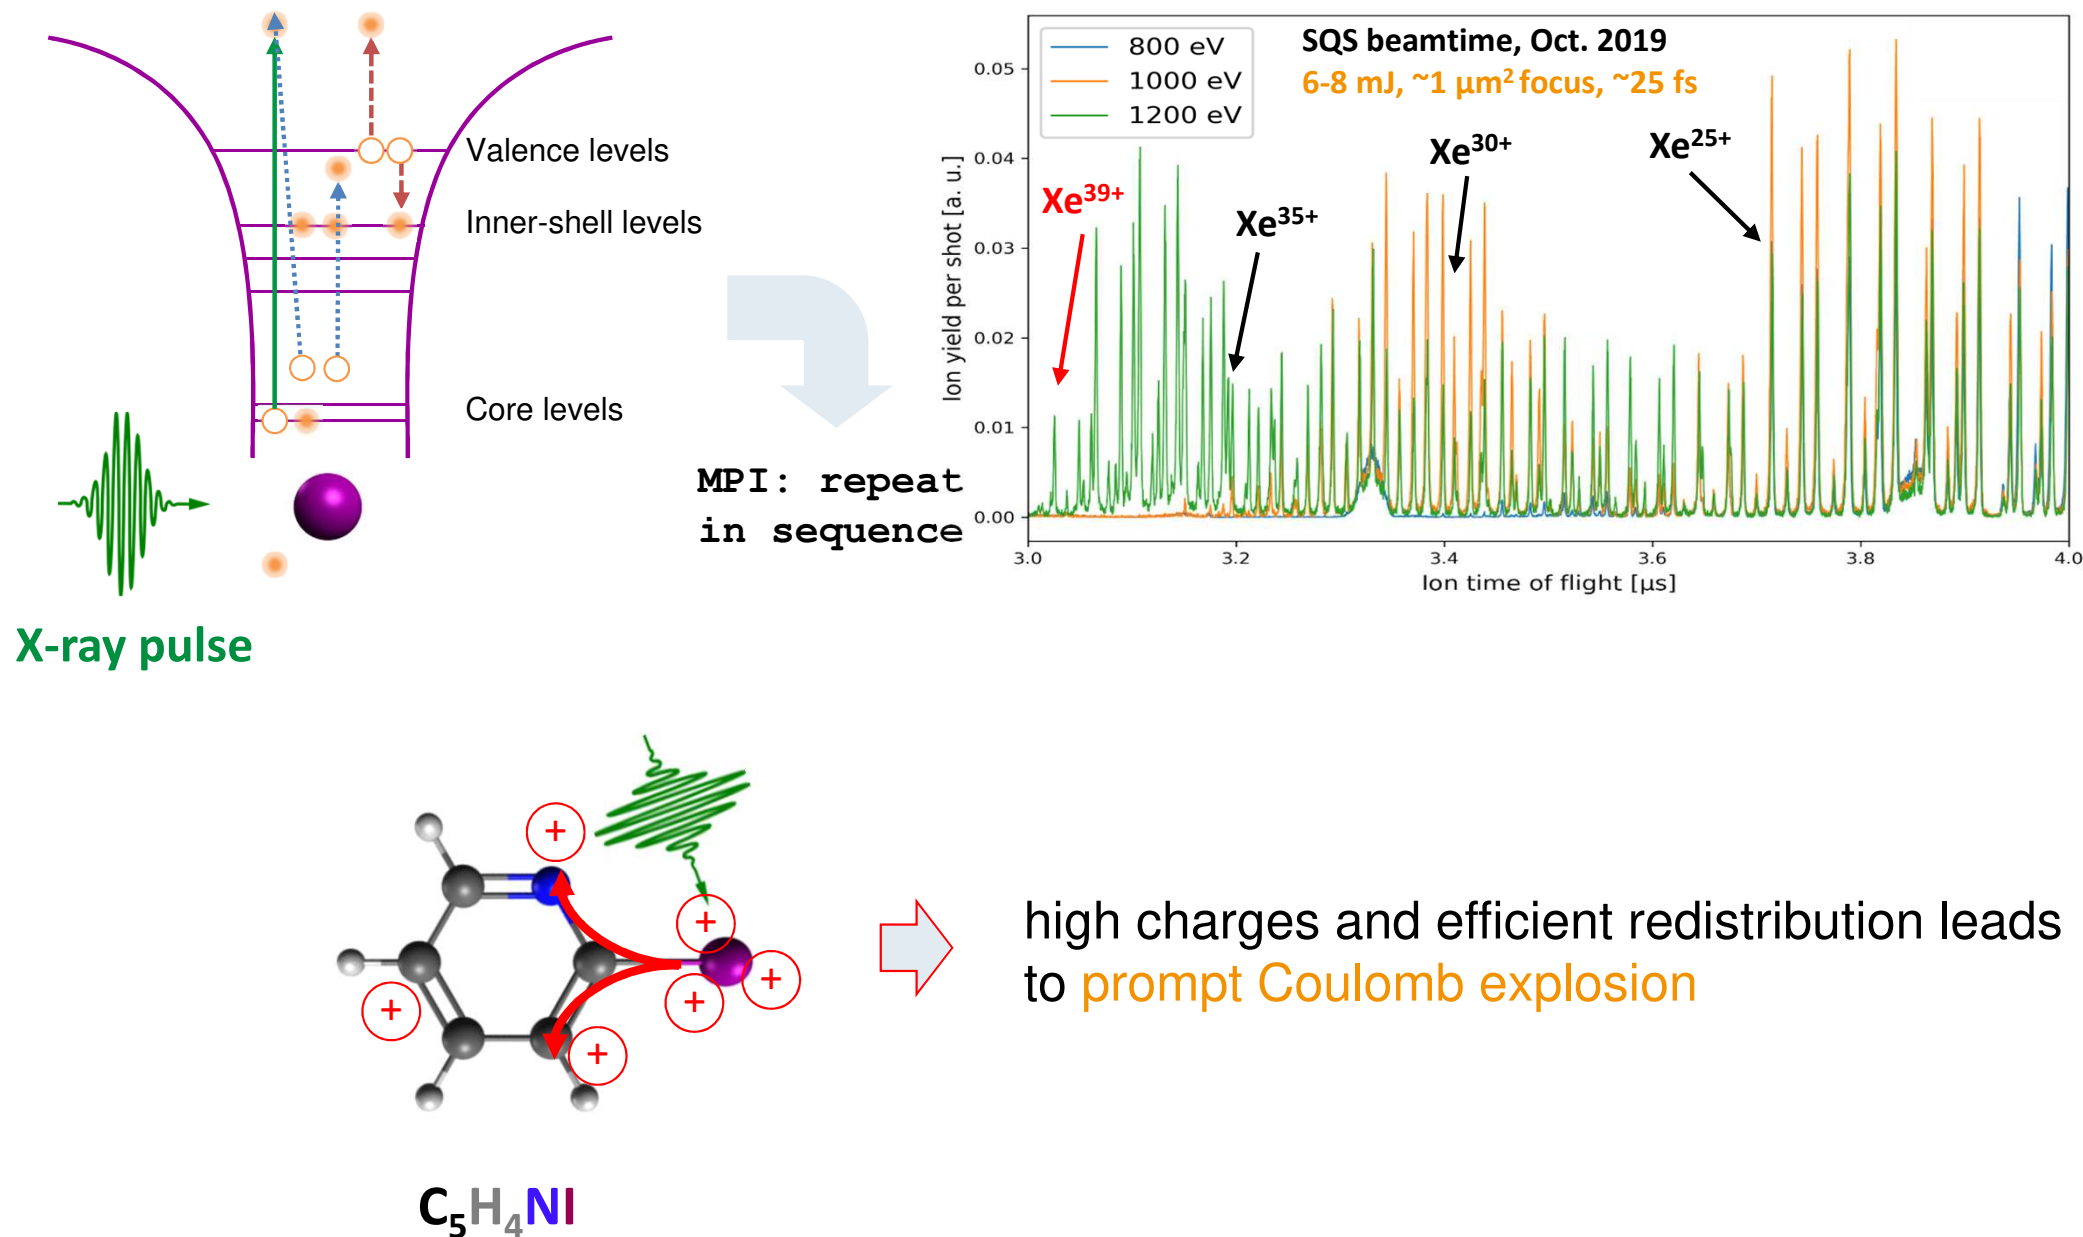 Valence levels
Inner-shell levels
Core levels
X-ray pulse
MPI: repeat
in sequence
800 eV
1000 eV
1200 eV
SQS beamtime, Oct. 2019
6-8 mJ, ~1 µm² focus, ~25 fs
Xe³⁹⁺
Xe³⁵⁺
Xe³⁰⁺
Xe²⁵⁺
Ion yield per shot [a. u.]
0.05
0.04
0.03
0.02
0.01
0.00
3.0 3.2 3.4 3.6 3.8 4.0
Ion time of flight [µs]
+
+
+
+
+
+
C₅H₄NI
high charges and efficient redistribution leads
to prompt Coulomb explosion